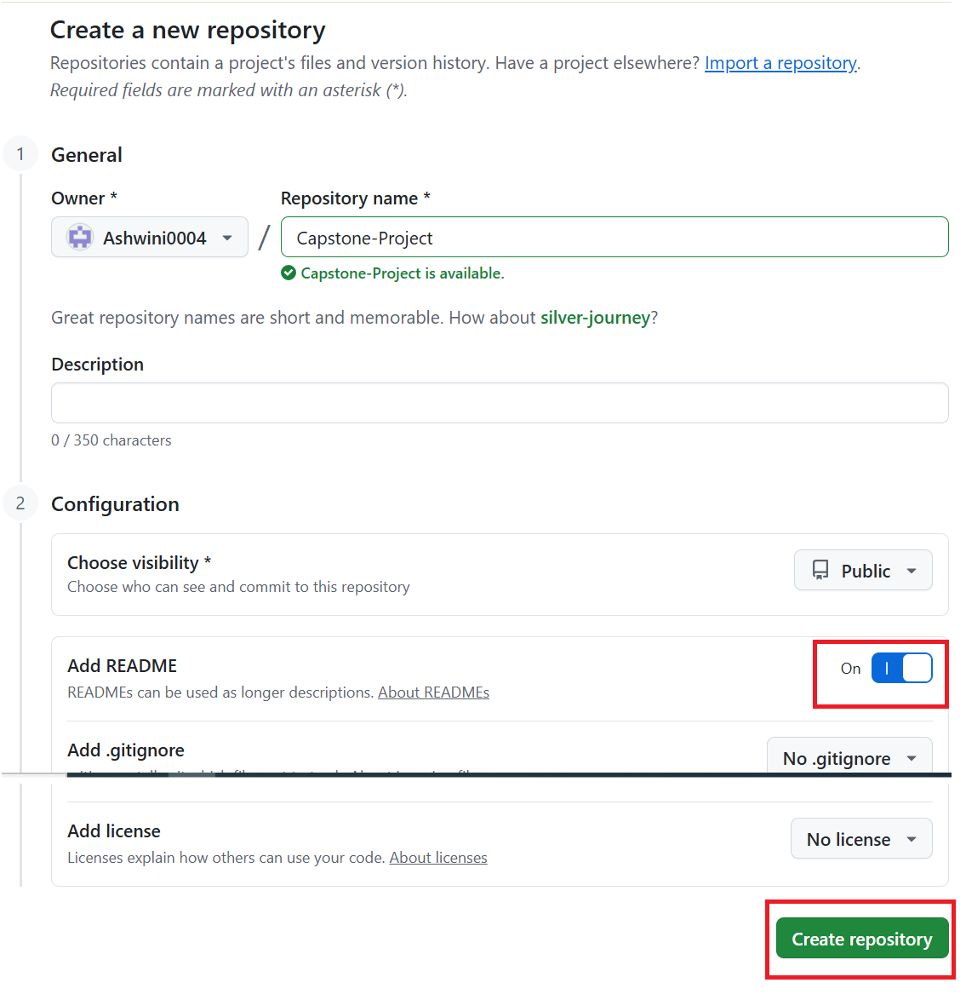 Create a new repository
Repositories contain a project's files and version history. Have a project elsewhere? Import a repository.
Required fields are marked with an asterisk (*).
1
General
Owner *
Repository name *
Ashwini0004
/
Capstone-Project
Capstone-Project is available.
Great repository names are short and memorable. How about silver-journey?
Description
0 / 350 characters
2
Configuration
Choose visibility *
Choose who can see and commit to this repository
Public
Add README
READMEs can be used as longer descriptions. About READMEs
On
Add .gitignore
No .gitignore
Add license
Licenses explain how others can use your code. About licenses
No license
Create repository